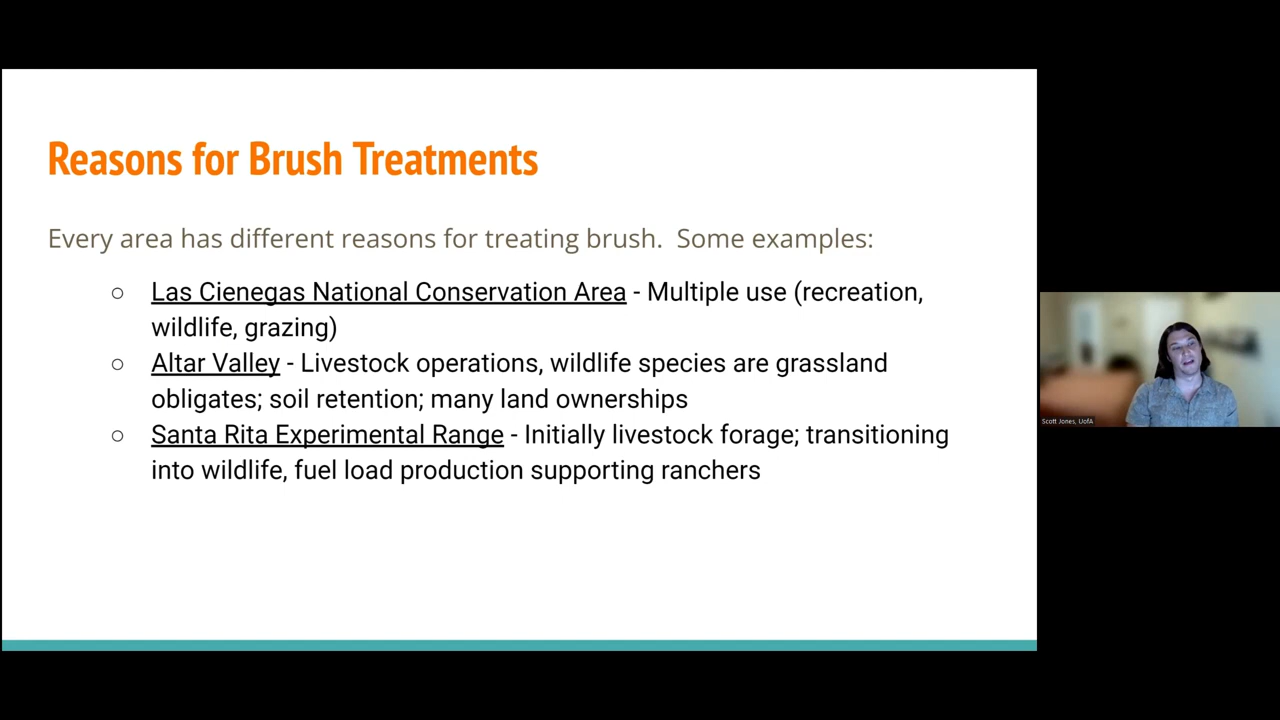 Reasons for Brush Treatments
Every area has different reasons for treating brush.  Some examples:
○ Las Cienegas National Conservation Area - Multiple use (recreation,
wildlife, grazing)
○ Altar Valley - Livestock operations, wildlife species are grassland
obligates; soil retention; many land ownerships
○ Santa Rita Experimental Range - Initially livestock forage; transitioning
into wildlife, fuel load production supporting ranchers
Scott Jones, UofA